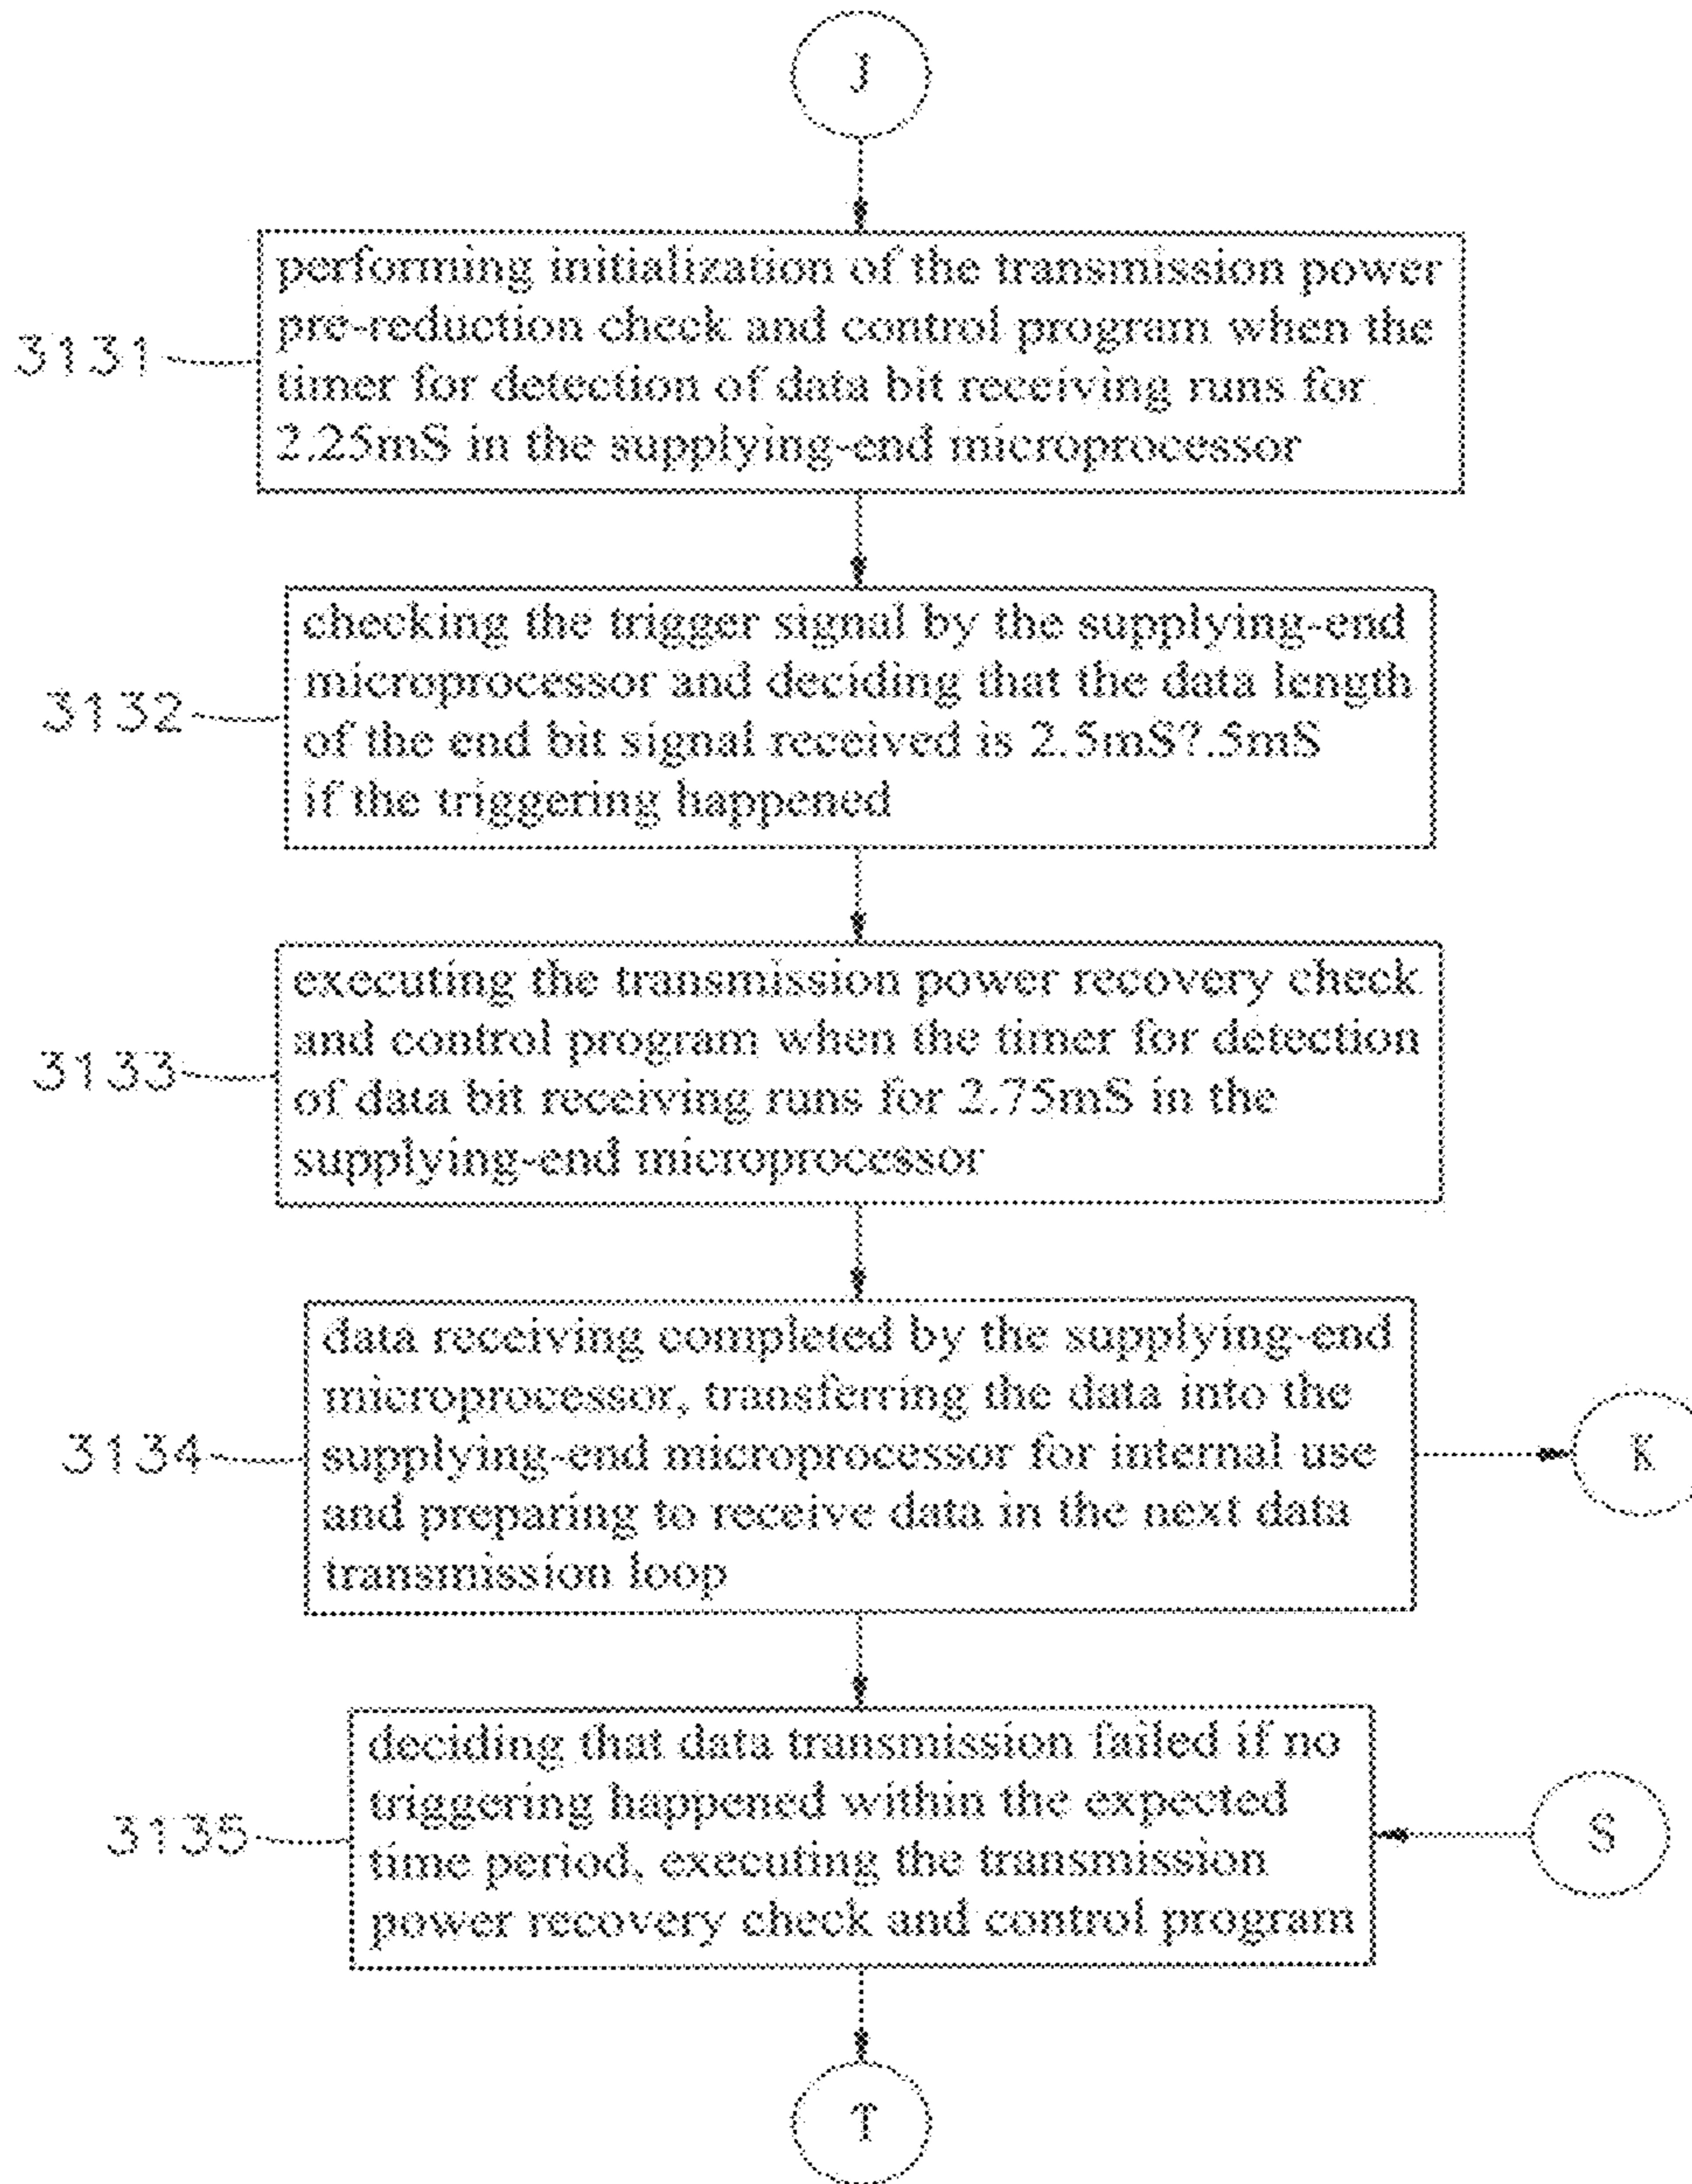 J
performing initialization of the transmission power
pre-reduction check and control program when the
timer for detection of data bit receiving runs for
2.25mS in the supplying-end microprocessor
3131
checking the trigger signal by the supplying-end
microprocessor and deciding that the data length
of the end bit signal received is 2.5mS?.5mS
if the triggering happened
3132
executing the transmission power recovery check
and control program when the timer for detection
of data bit receiving runs for 2.75mS in the
supplying-end microprocessor
3133
data receiving completed by the supplying-end
microprocessor, transferring the data into the
supplying-end microprocessor for internal use
and preparing to receive data in the next data
transmission loop
3134
K
deciding that data transmission failed if no
triggering happened within the expected
time period, executing the transmission
power recovery check and control program
3135
S
T